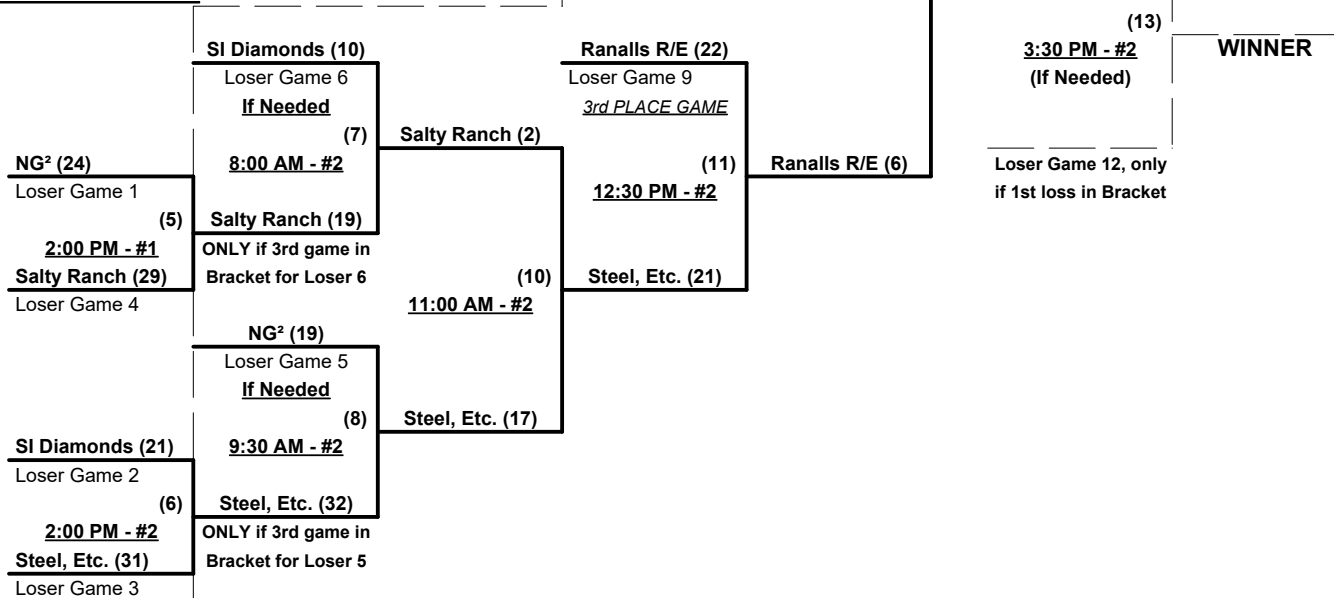 (13)
SI Diamonds (10)
Ranalls R/E (22)
3:30 PM - #2
WINNER
Loser Game 6
Loser Game 9
(If Needed)
If Needed
3rd PLACE GAME
(7)
Salty Ranch (2)
NG² (24)
8:00 AM - #2
(11)
Ranalls R/E (6)
Loser Game 12, only
Loser Game 1
12:30 PM - #2
if 1st loss in Bracket
(5)
Salty Ranch (19)
2:00 PM - #1
ONLY if 3rd game in
Salty Ranch (29)
Bracket for Loser 6
(10)
Steel, Etc. (21)
Loser Game 4
11:00 AM - #2
NG² (19)
Loser Game 5
If Needed
(8)
Steel, Etc. (17)
SI Diamonds (21)
9:30 AM - #2
Loser Game 2
(6)
Steel, Etc. (32)
2:00 PM - #2
ONLY if 3rd game in
Steel, Etc. (31)
Bracket for Loser 5
Loser Game 3